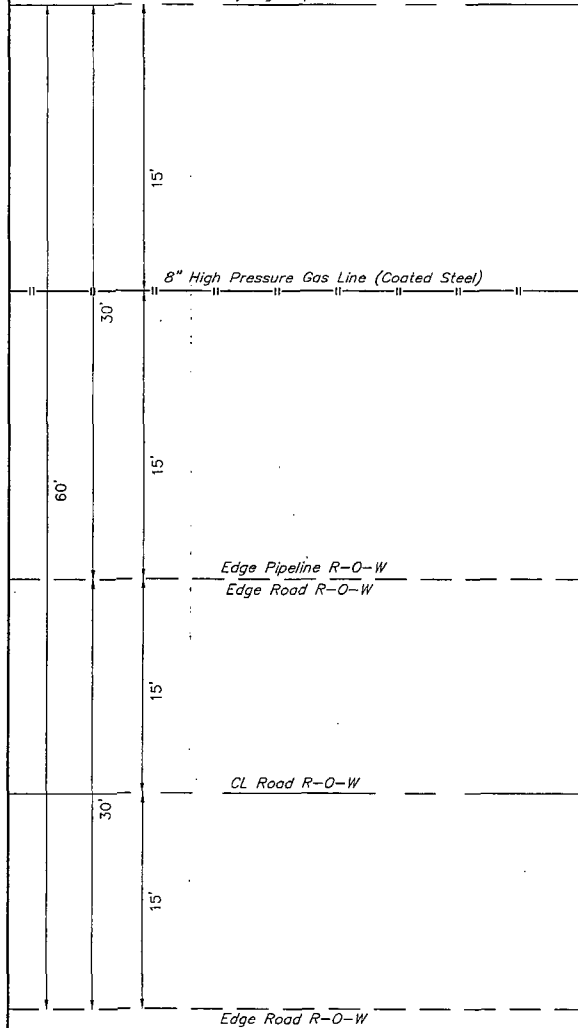 15'
8" High Pressure Gas Line (Coated Steel)
30'
15'
60'
Edge Pipeline R-O-W
Edge Road R-O-W
15'
CL Road R-O-W
30'
15'
Edge Road R-O-W